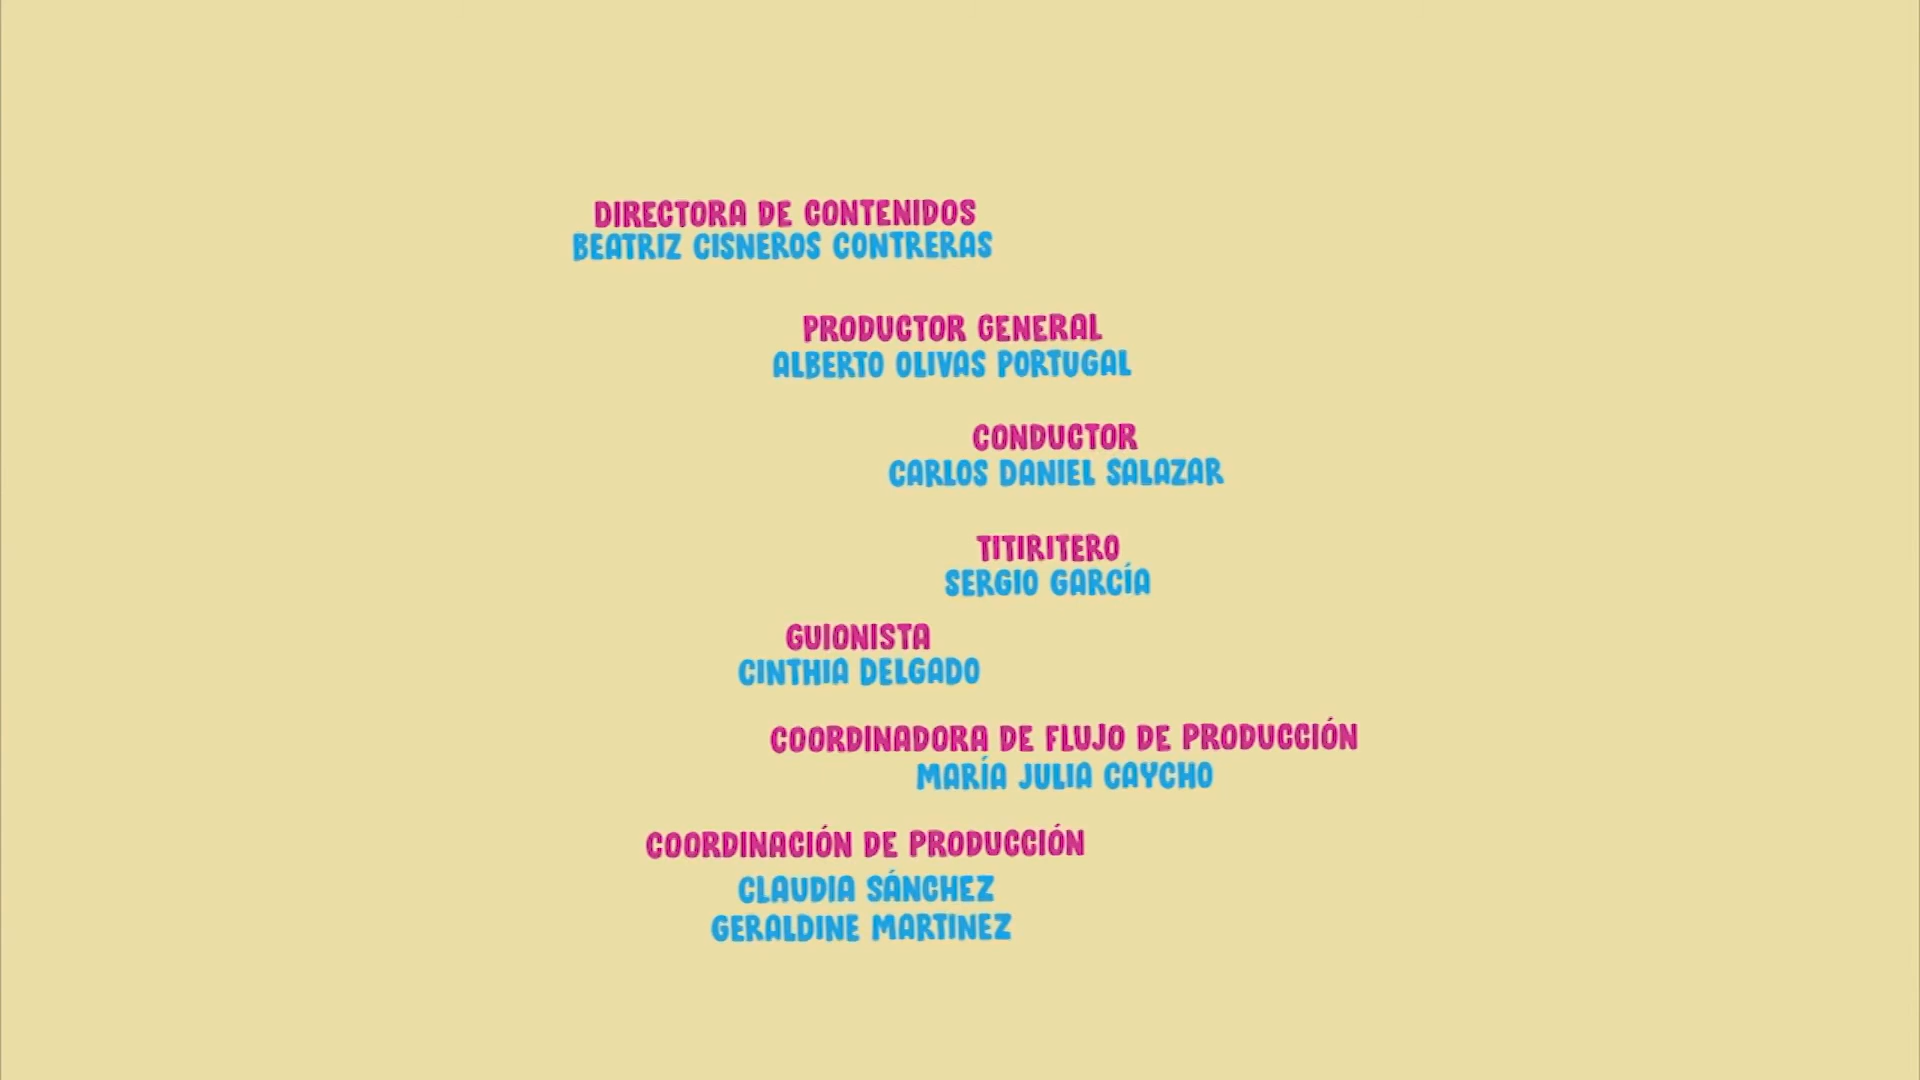 DIRECTORA DE CONTENIDOS
BEATRIZ CISNEROS CONTRERAS
PRODUCTOR GENERAL
ALBERTO OLIVAS PORTUGAL
CONDUCTOR
CARLOS DANIEL SALAZAR
TITIRITERO
SERGIO GARCÍA
GUIONISTA
CINTHIA DELGADO
COORDINADORA DE FLUJO DE PRODUCCIÓN
MARÍA JULIA CAYCHO
COORDINACIÓN DE PRODUCCIÓN
CLAUDIA SÁNCHEZ
GERALDINE MARTINEZ